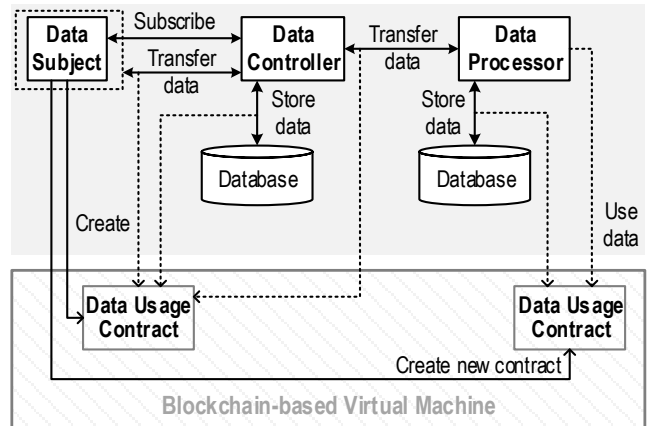 Data
Subject
Subscribe
Transfer
data
Data
Controller
Transfer
data
Data
Processor
Store
data
Store
data
Database
Database
Create
Use
data
Data Usage
Contract
Data Usage
Contract
Create new contract
Blockchain-based Virtual Machine